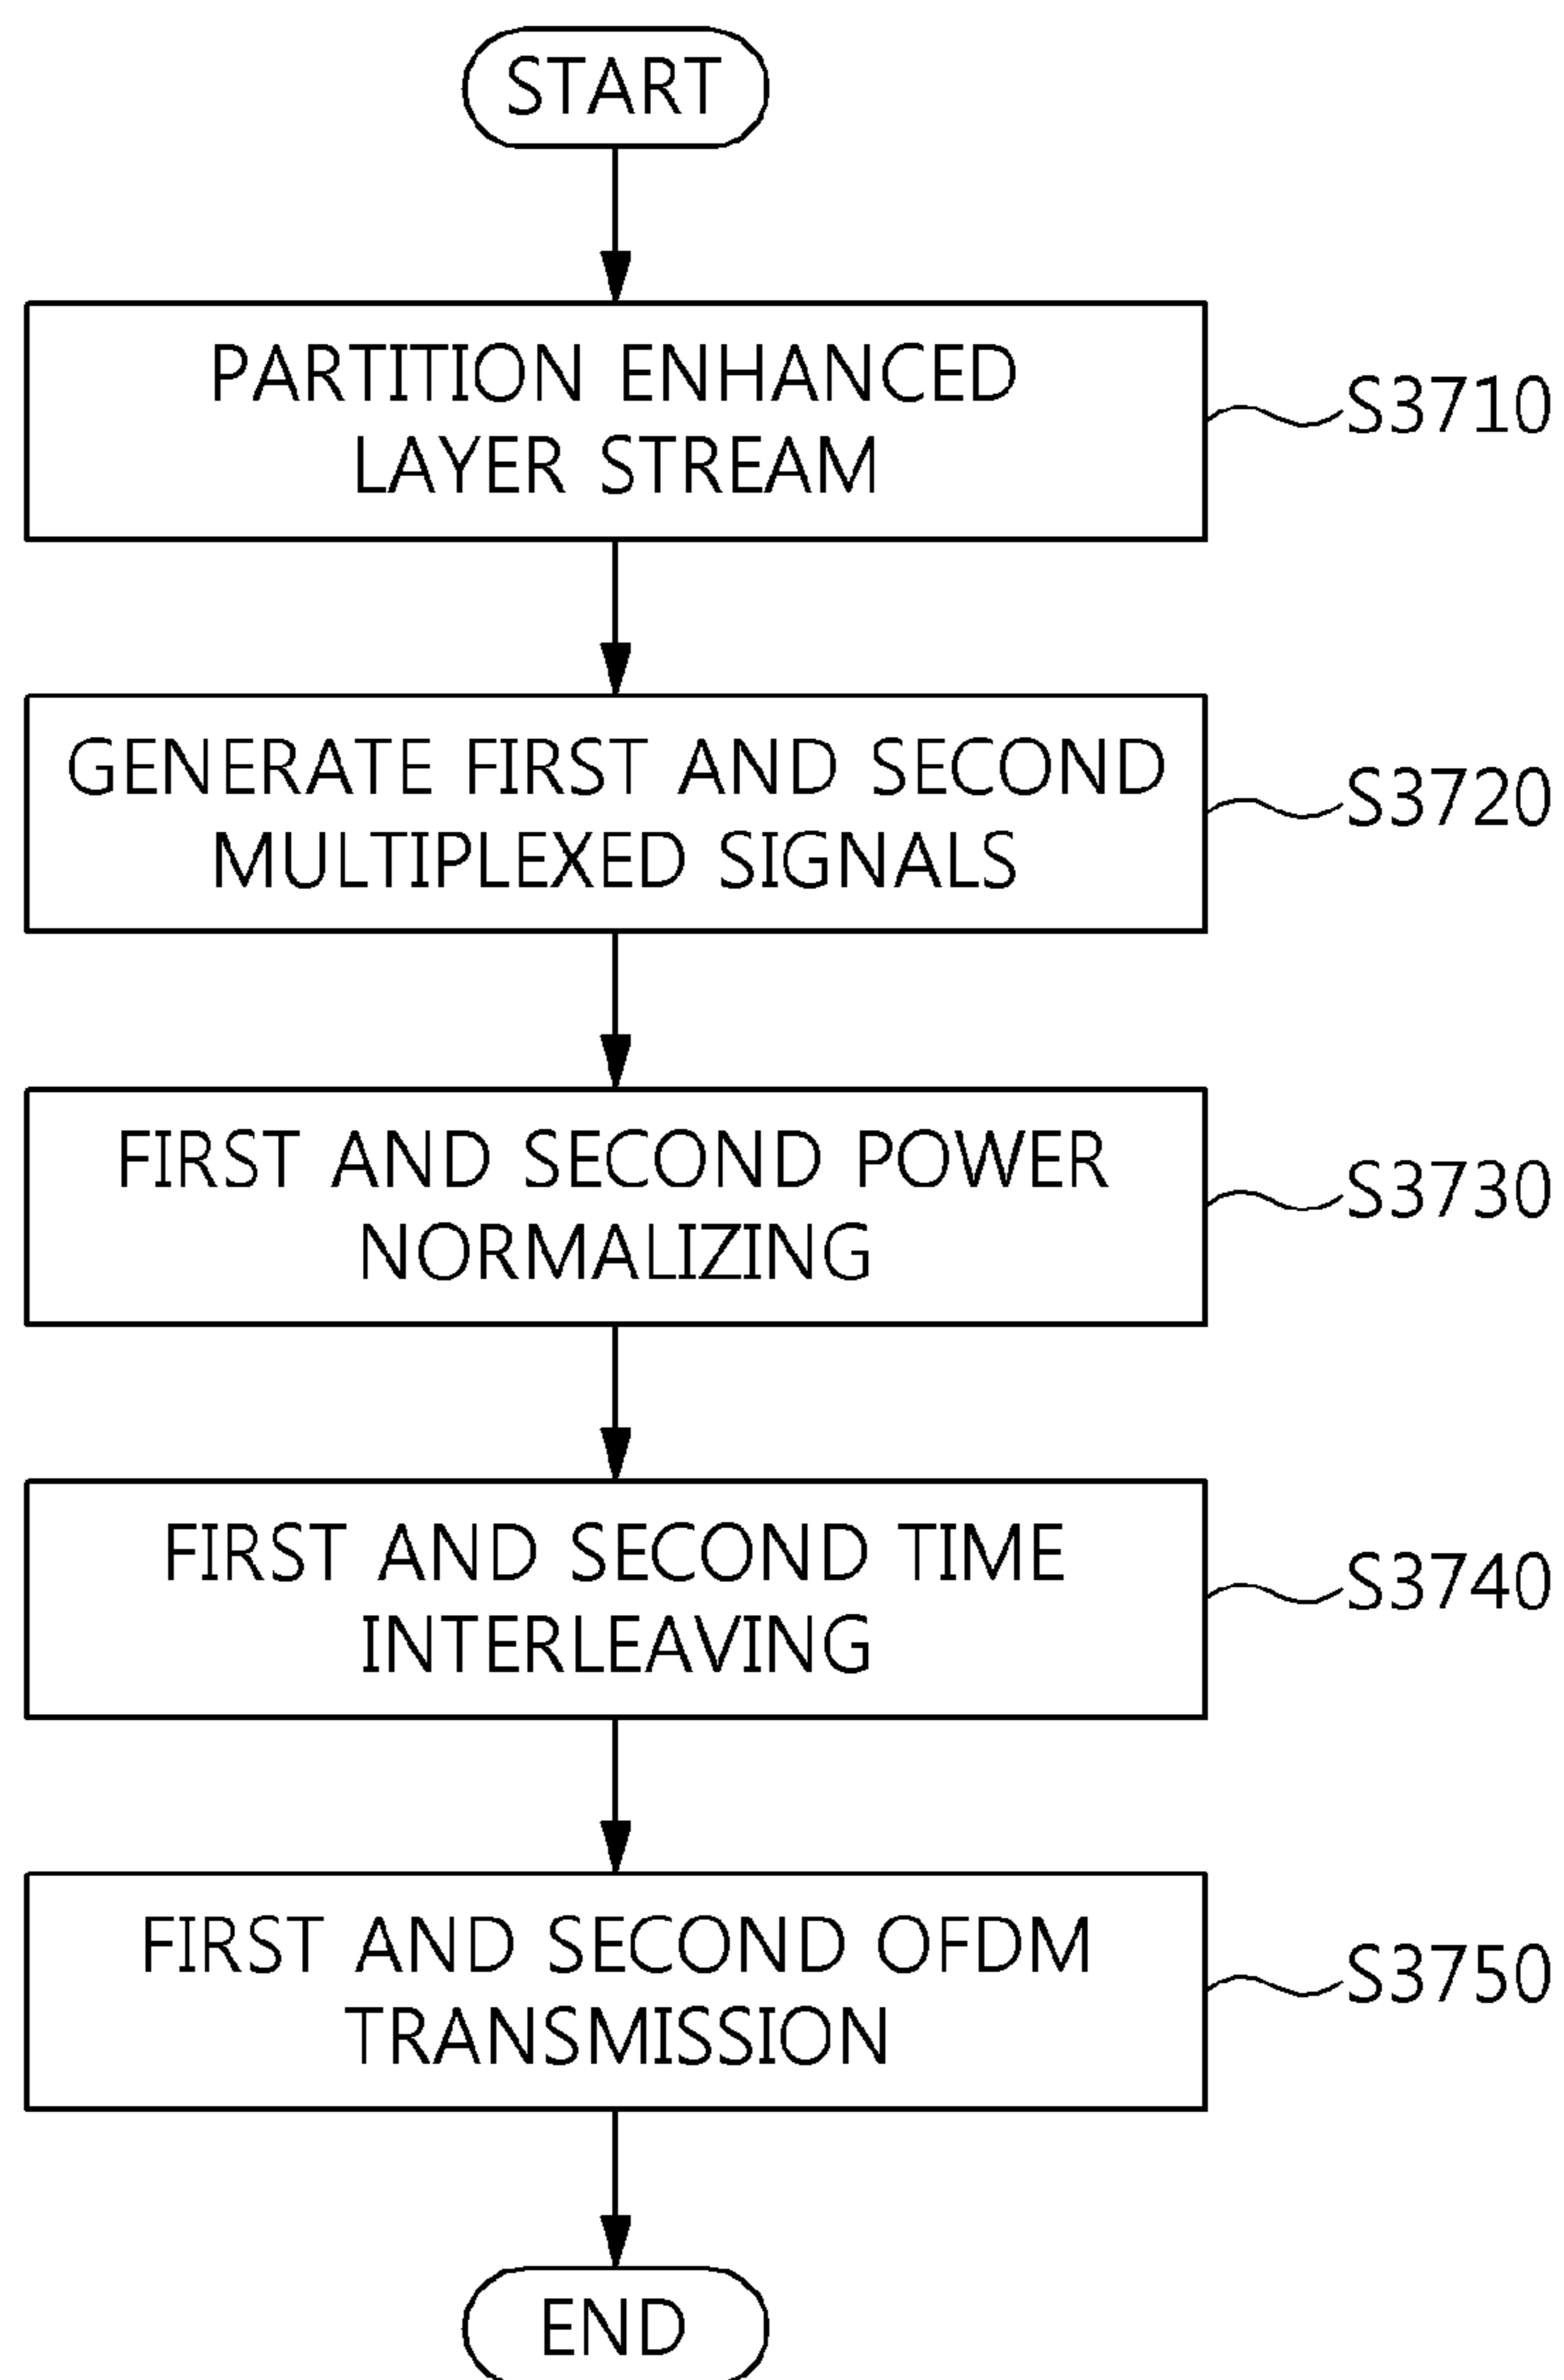 START
PARTITION ENHANCED
LAYER STREAM
S3710
GENERATE FIRST AND SECOND
MULTIPLEXED SIGNALS
S3720
FIRST AND SECOND POWER
NORMALIZING
S3730
FIRST AND SECOND TIME
INTERLEAVING
S3740
FIRST AND SECOND OFDM
TRANSMISSION
S3750
END